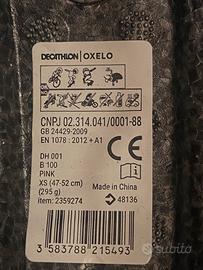 DECATHLON | OXELO
CNPJ 02.314.041/0001-88
GB 24429-2009
EN 1078 : 2012 + A1
DH 001
B 100
PINK
XS (47-52 cm)
(295 g)
item: 2359274
CE
Made in China
48136
3 583788 215493
subito